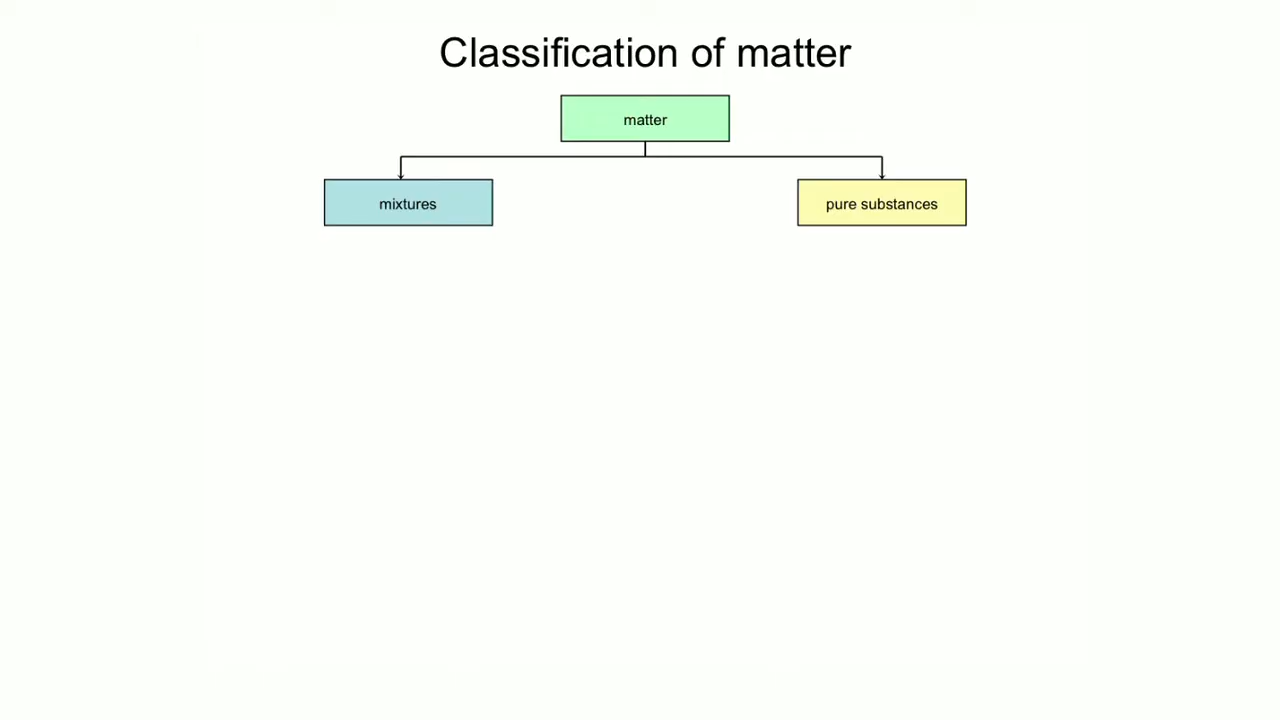 Classification of matter
matter
mixtures
pure substances